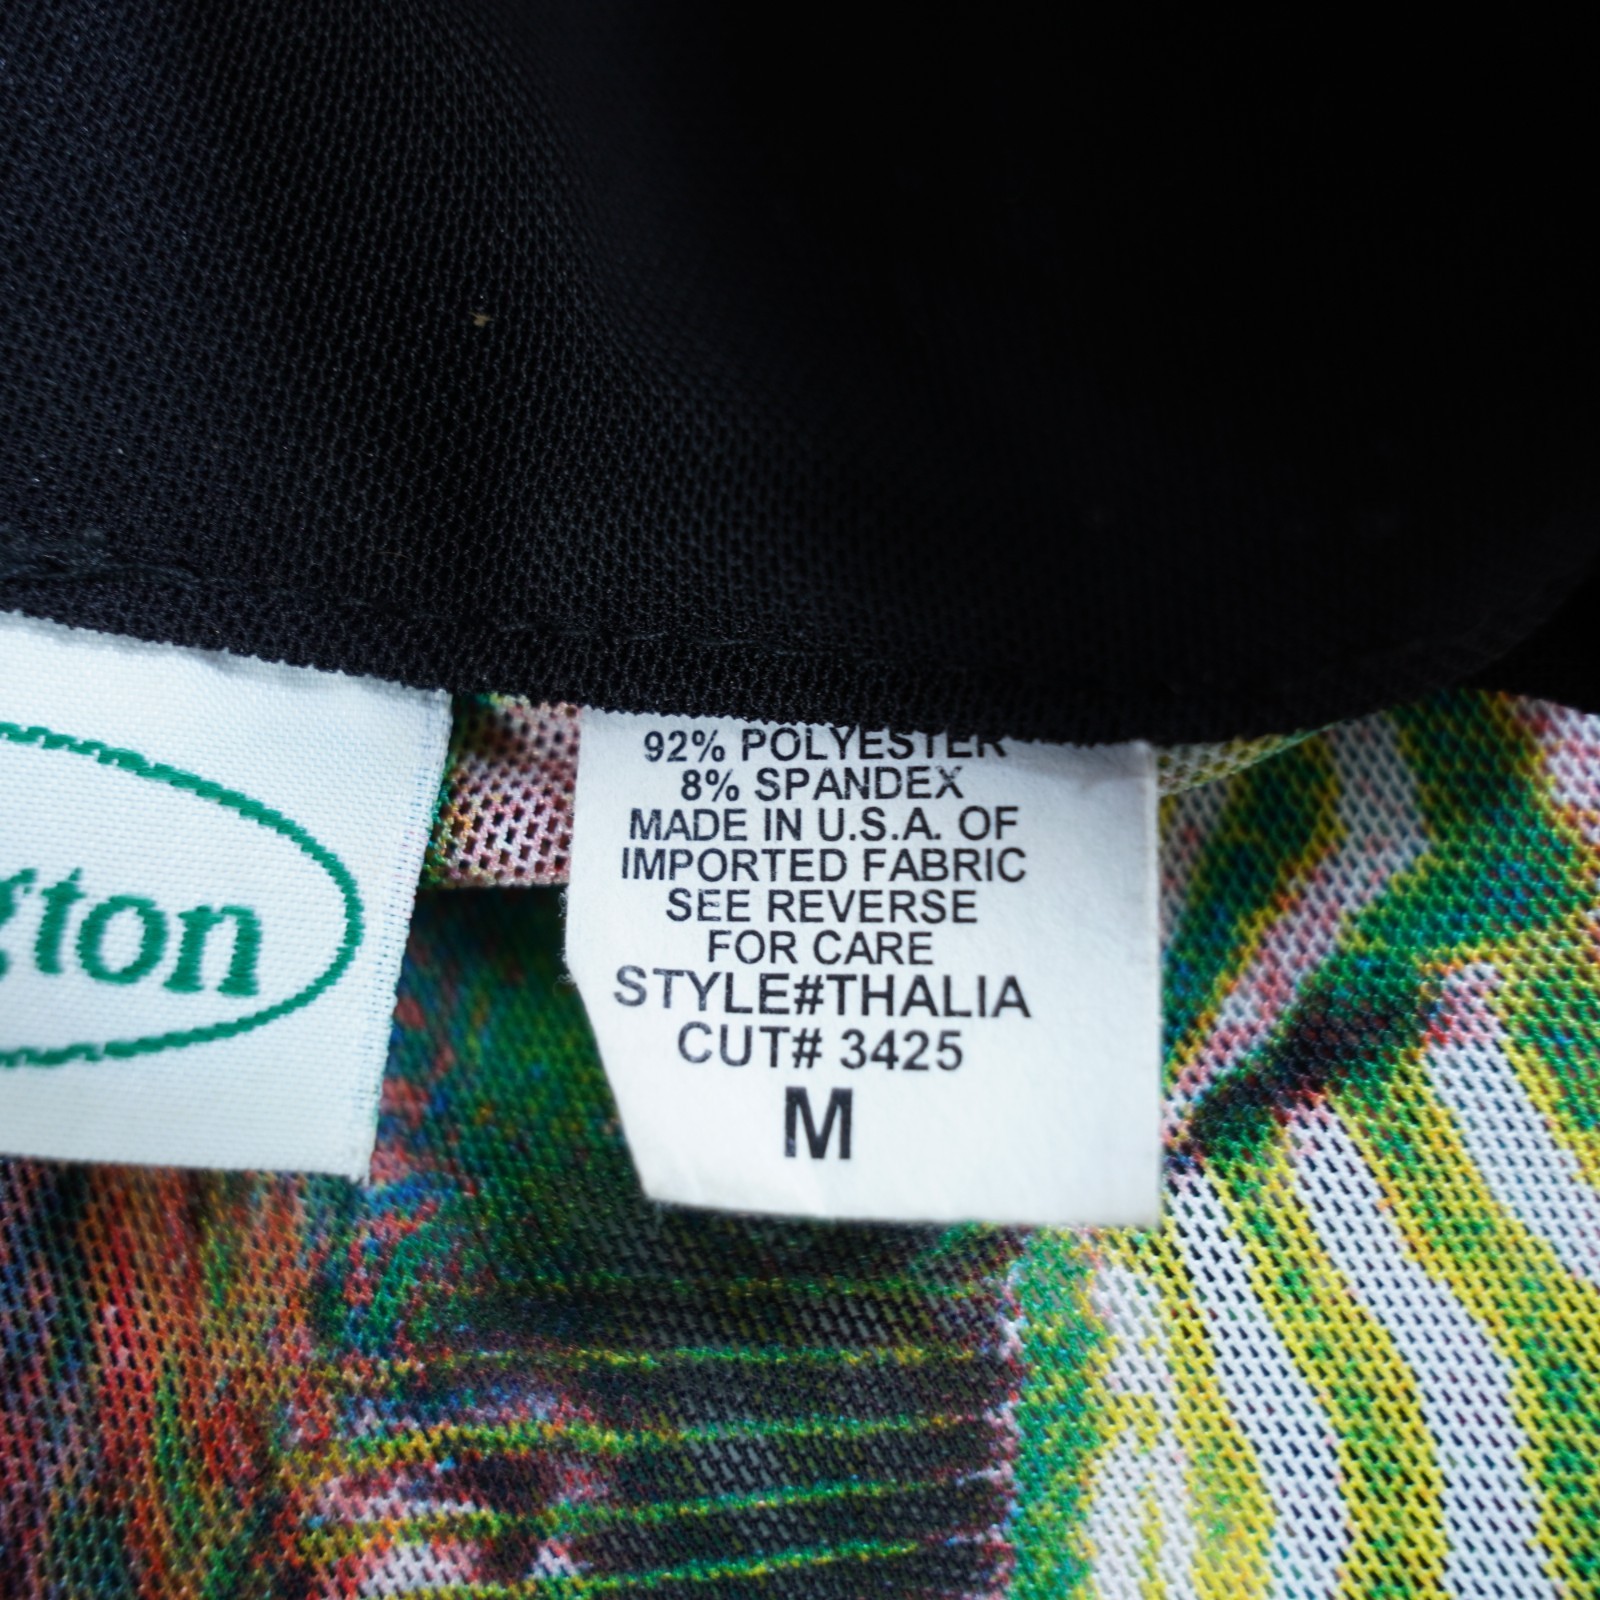 92% POLYESTER
8% SPANDEX
MADE IN U.S.A. OF
IMPORTED FABRIC
SEE REVERSE
FOR CARE
STYLE#THALIA
CUT# 3425
M
gton